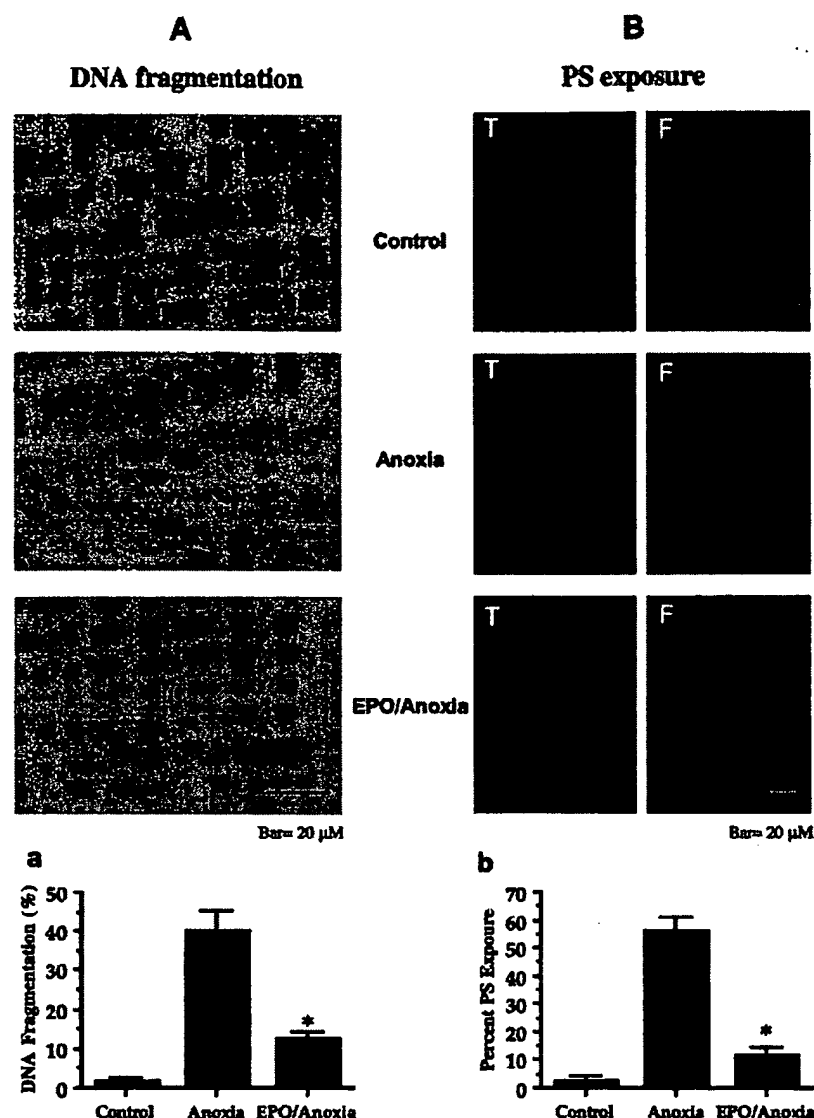 A
B
DNA fragmentation
PS exposure
T
F
Control
T
F
Anoxia
T
F
EPO/Anoxia
Bar= 20 µM
Bar= 20 µM
a
DNA Fragmentation (%)
50
40
30
20
10
0
Control
Anoxia
*
EPO/Anoxia
b
Percent PS Expoure
70
60
50
40
30
20
10
0
Control
Anoxia
*
EPO/Anoxia